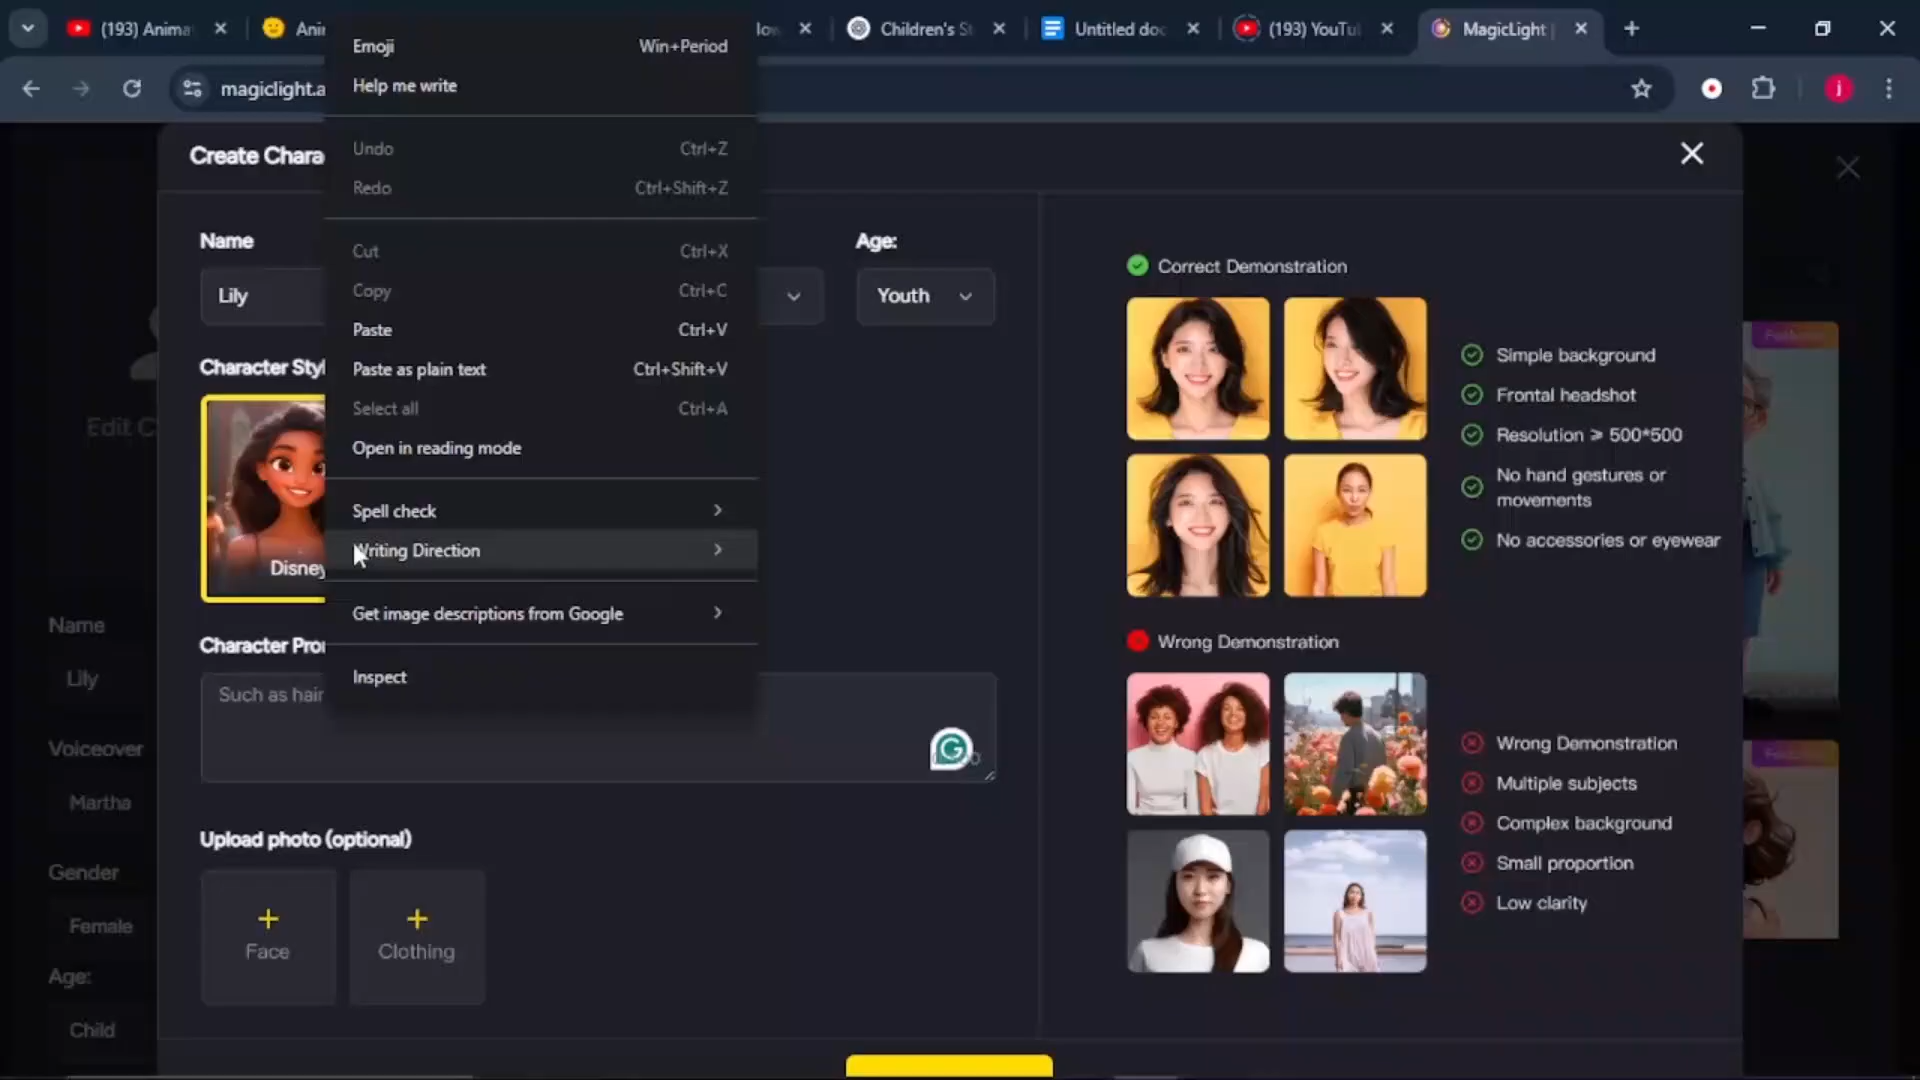 (193) Anima
Ani
low
Children's St
Untitled doc
(193) YouTu
MagicLight
magiclight.a
j
Emoji Win+Period
Help me write
Undo Ctrl+Z
Redo Ctrl+Shift+Z
Cut Ctrl+X
Copy Ctrl+C
Paste Ctrl+V
Paste as plain text Ctrl+Shift+V
Select all Ctrl+A
Open in reading mode
Spell check
Writing Direction
Get image descriptions from Google
Inspect
Create Chara
Name
Lily
Age:
Youth
Character Styl
Disney
Character Pro
Such as hair
Upload photo (optional)
Face
Clothing
Correct Demonstration
Simple background
Frontal headshot
Resolution ≥ 500*500
No hand gestures or
movements
No accessories or eyewear
Wrong Demonstration
Wrong Demonstration
Multiple subjects
Complex background
Small proportion
Low clarity
Edit C
Name
Lily
Voiceover
Martha
Gender
Female
Age:
Child